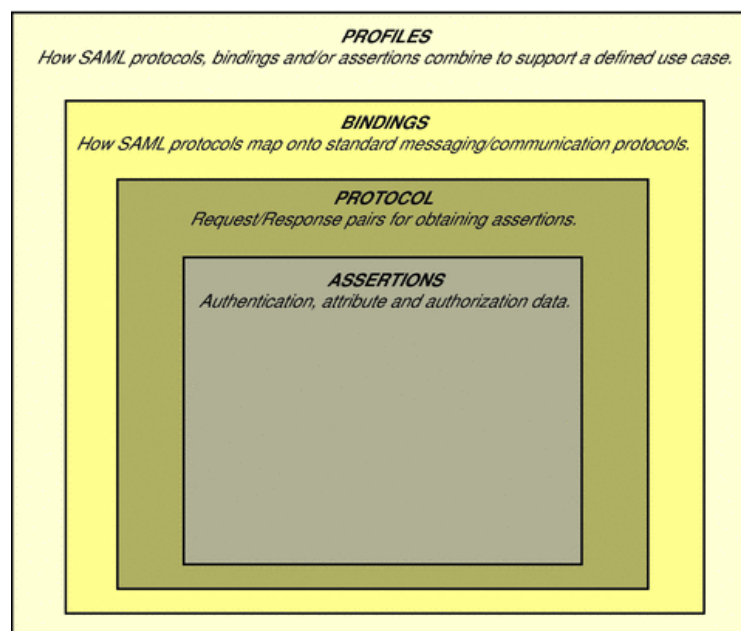 PROFILES
How SAML protocols, bindings and/or assertions combine to support a defined use case.
BINDINGS
How SAML protocols map onto standard messaging/communication protocols.
PROTOCOL
Request/Response pairs for obtaining assertions.
ASSERTIONS
Authentication, attribute and authorization data.